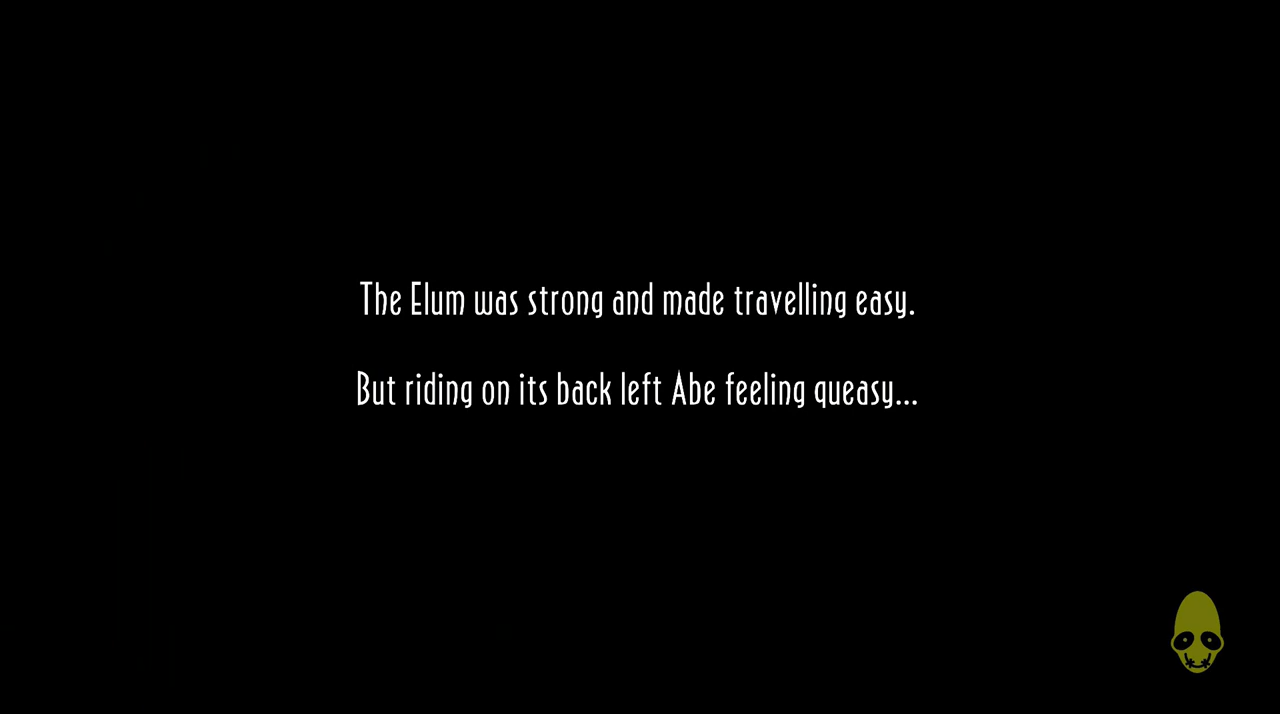 The Elum was strong and made travelling easy.
But riding on its back left Abe feeling queasy...